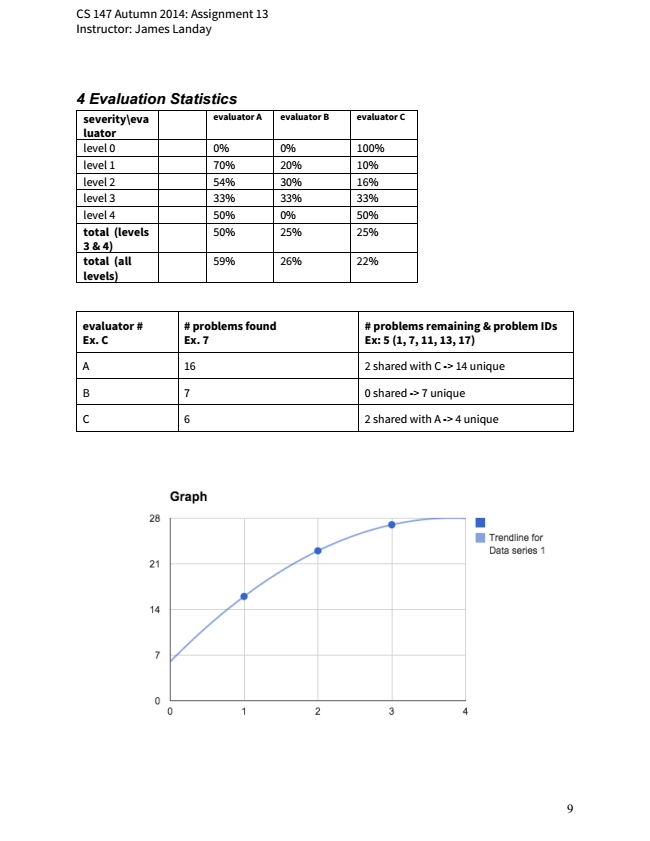 CS 147 Autumn 2014: Assignment 13
Instructor: James Landay
4 Evaluation Statistics
severity\eva
luator
evaluator A
evaluator B
evaluator C
level 0 0% 0% 100%
level 1 70% 20% 10%
level 2 54% 30% 16%
level 3 33% 33% 33%
level 4 50% 0% 50%
total (levels
3 & 4)
50% 25% 25%
total (all
levels)
59% 26% 22%
evaluator #
Ex. C
# problems found
Ex. 7
# problems remaining & problem IDs
Ex: 5 (1, 7, 11, 13, 17)
A 16 2 shared with C -> 14 unique
B 7 0 shared -> 7 unique
C 6 2 shared with A -> 4 unique
Graph
28
21
14
7
0
0 1 2 3 4
Trendline for
Data series 1
9